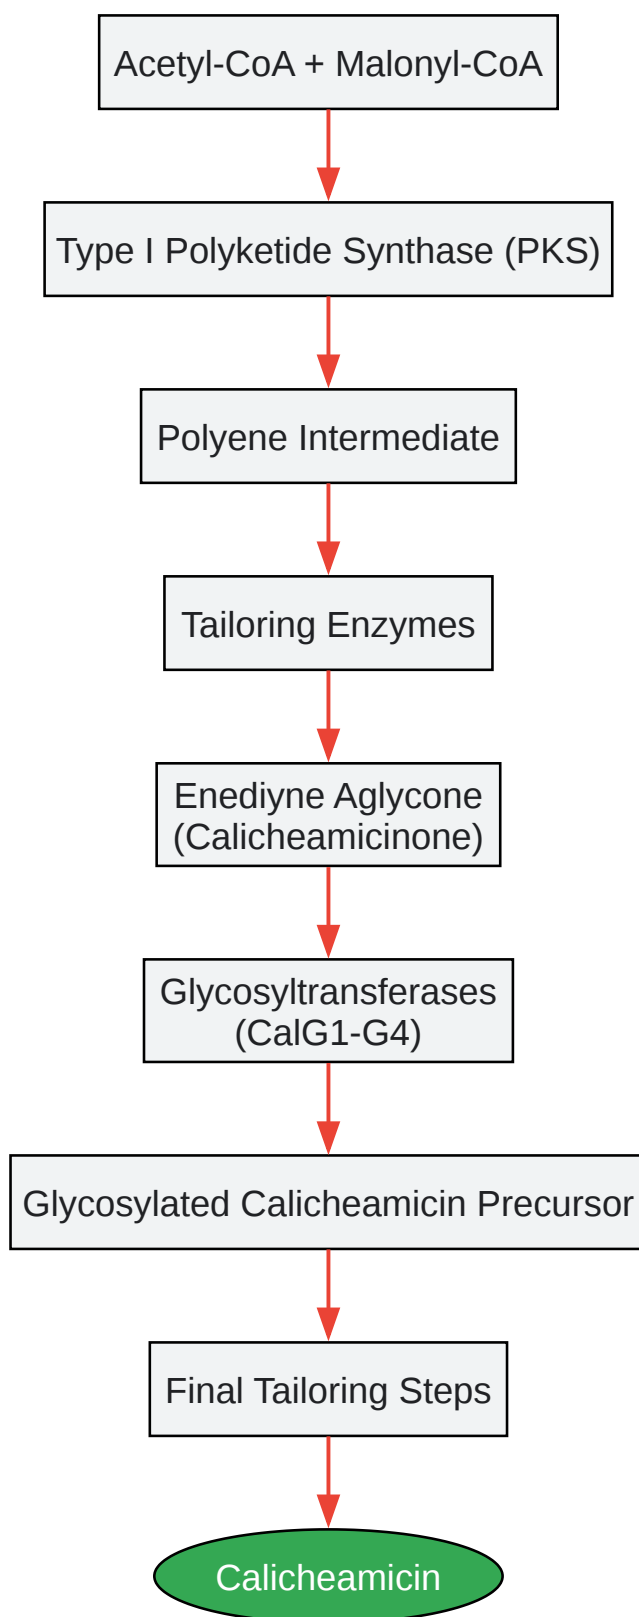 Acetyl-CoA + Malonyl-CoA
Type I Polyketide Synthase (PKS)
Polyene Intermediate
Tailoring Enzymes
Enediyne Aglycone
(Calicheamicinone)
Glycosyltransferases
(CalG1-G4)
Glycosylated Calicheamicin Precursor
Final Tailoring Steps
Calicheamicin